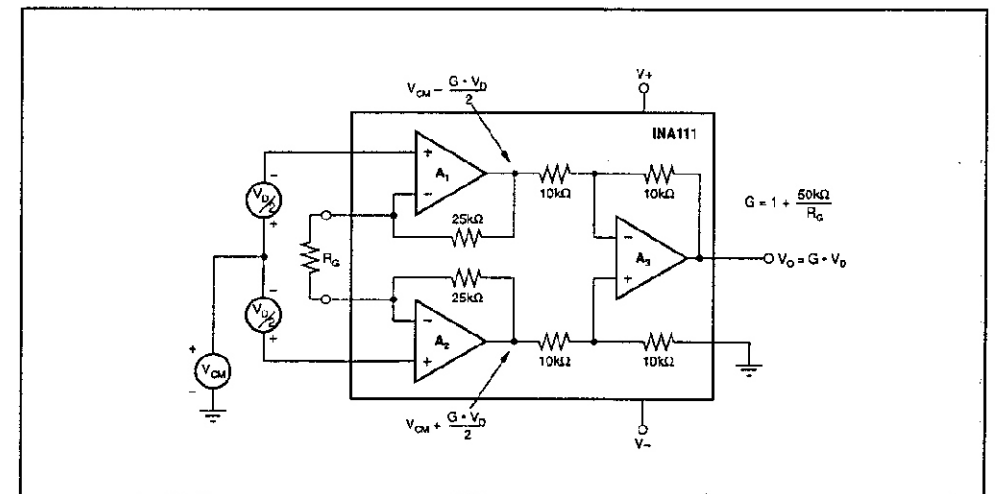 V_CM − G • V_D / 2
V+
INA111
+
A₁
−
10kΩ
10kΩ
G = 1 + 50kΩ / R_G
−
V_D/2
+
25kΩ
R_G
−
A₃
+
V_O = G • V_D
25kΩ
−
V_D/2
+
−
A₂
+
10kΩ
10kΩ
+
V_CM
−
V_CM + G • V_D / 2
V−